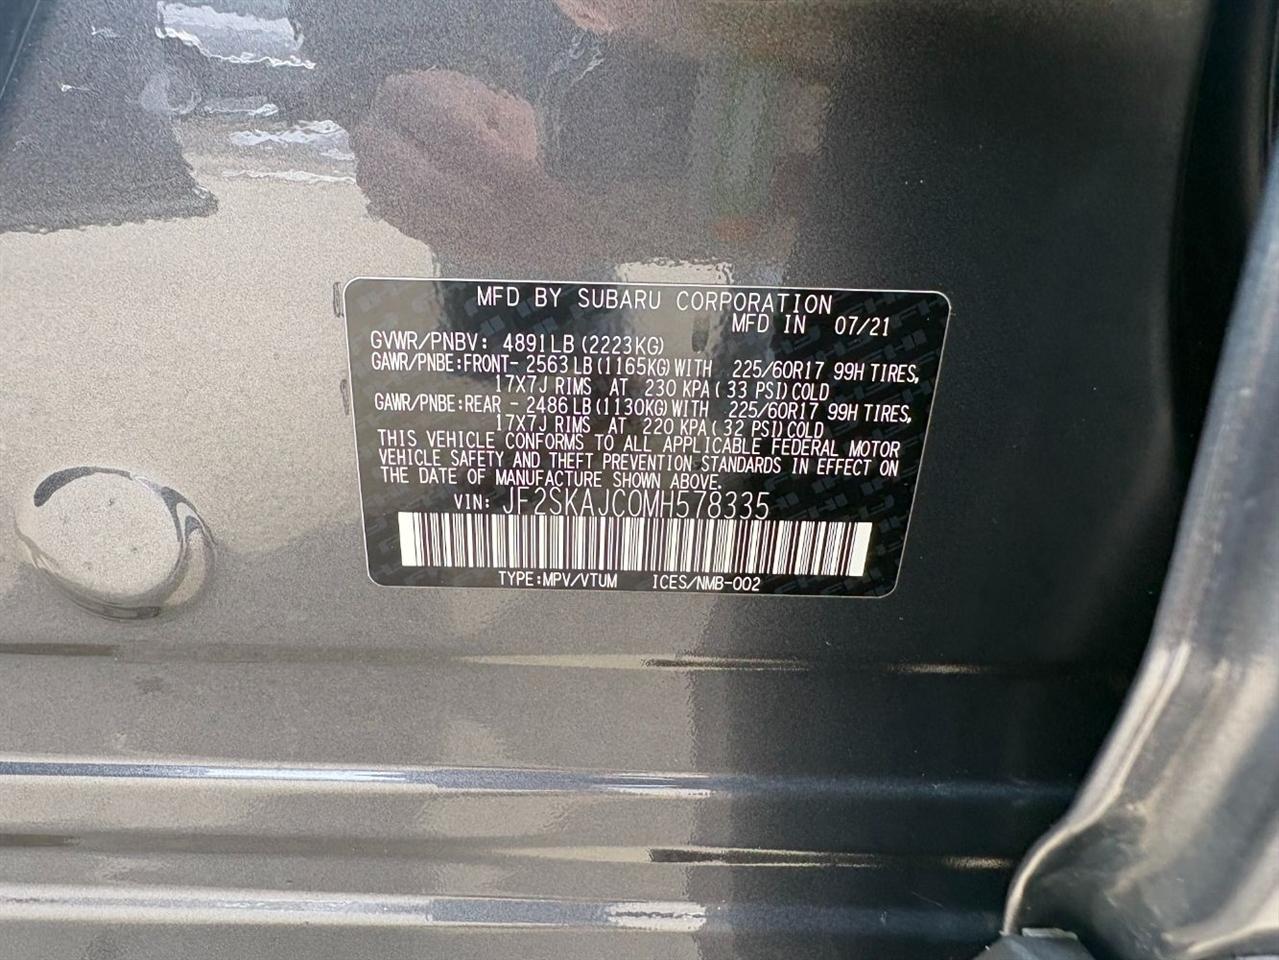 MFD BY SUBARU CORPORATION
MFD IN 07/21
GVWR/PNBV: 4891LB (2223KG)
GAWR/PNBE:FRONT- 2563 LB (1165KG) WITH 225/60R17 99H TIRES,
17X7J RIMS AT 230 KPA ( 33 PSI) COLD
GAWR/PNBE:REAR - 2486 LB (1130KG) WITH 225/60R17 99H TIRES,
17X7J RIMS AT 220 KPA ( 32 PSI) COLD
THIS VEHICLE CONFORMS TO ALL APPLICABLE FEDERAL MOTOR
VEHICLE SAFETY AND THEFT PREVENTION STANDARDS IN EFFECT ON
THE DATE OF MANUFACTURE SHOWN ABOVE.
VIN: JF2SKAJC0MH578335
TYPE:MPV/VTUM ICES/NMB-002